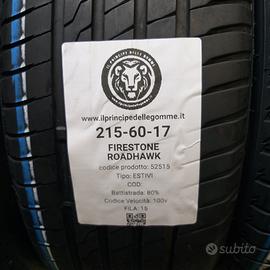 IL PRINCIPE DELLE GOMME
www.ilprincipedellegomme.it
215-60-17
FIRESTONE
ROADHAWK
codice prodotto: 52515
Tipo: ESTIVI
COD:
Battistrada: 80%
Codice Velocità: 100v
FILA: 15
subito